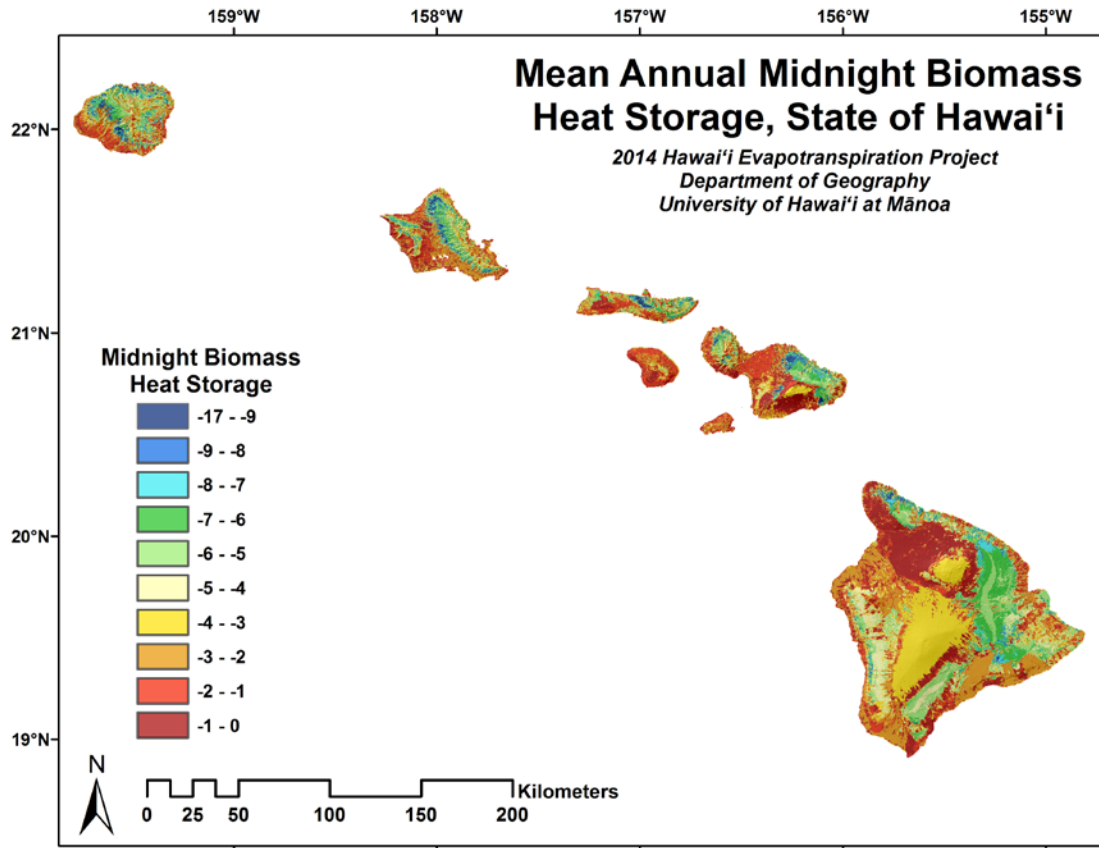 159°W 158°W 157°W 156°W 155°W
Mean Annual Midnight Biomass
Heat Storage, State of Hawai‘i
2014 Hawai‘i Evapotranspiration Project
Department of Geography
University of Hawai‘i at Mānoa
22°N
21°N
20°N
19°N
Midnight Biomass
Heat Storage
-17 - -9
-9 - -8
-8 - -7
-7 - -6
-6 - -5
-5 - -4
-4 - -3
-3 - -2
-2 - -1
-1 - 0
N
Kilometers
0 25 50 100 150 200